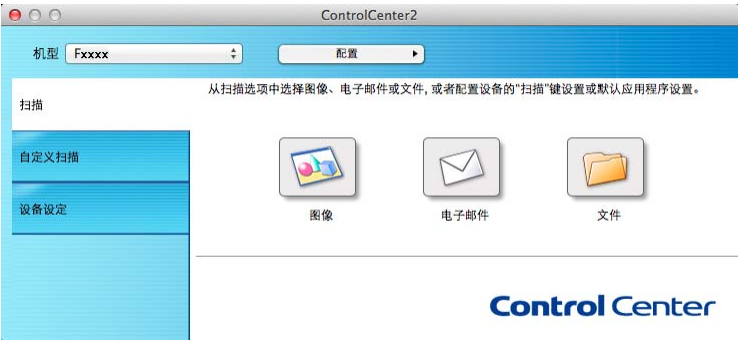 ControlCenter2
机型 Fxxxx 配置
扫描
自定义扫描
设备设定
从扫描选项中选择图像、电子邮件或文件, 或者配置设备的"扫描"键设置或默认应用程序设置。
图像 电子邮件 文件
Control Center